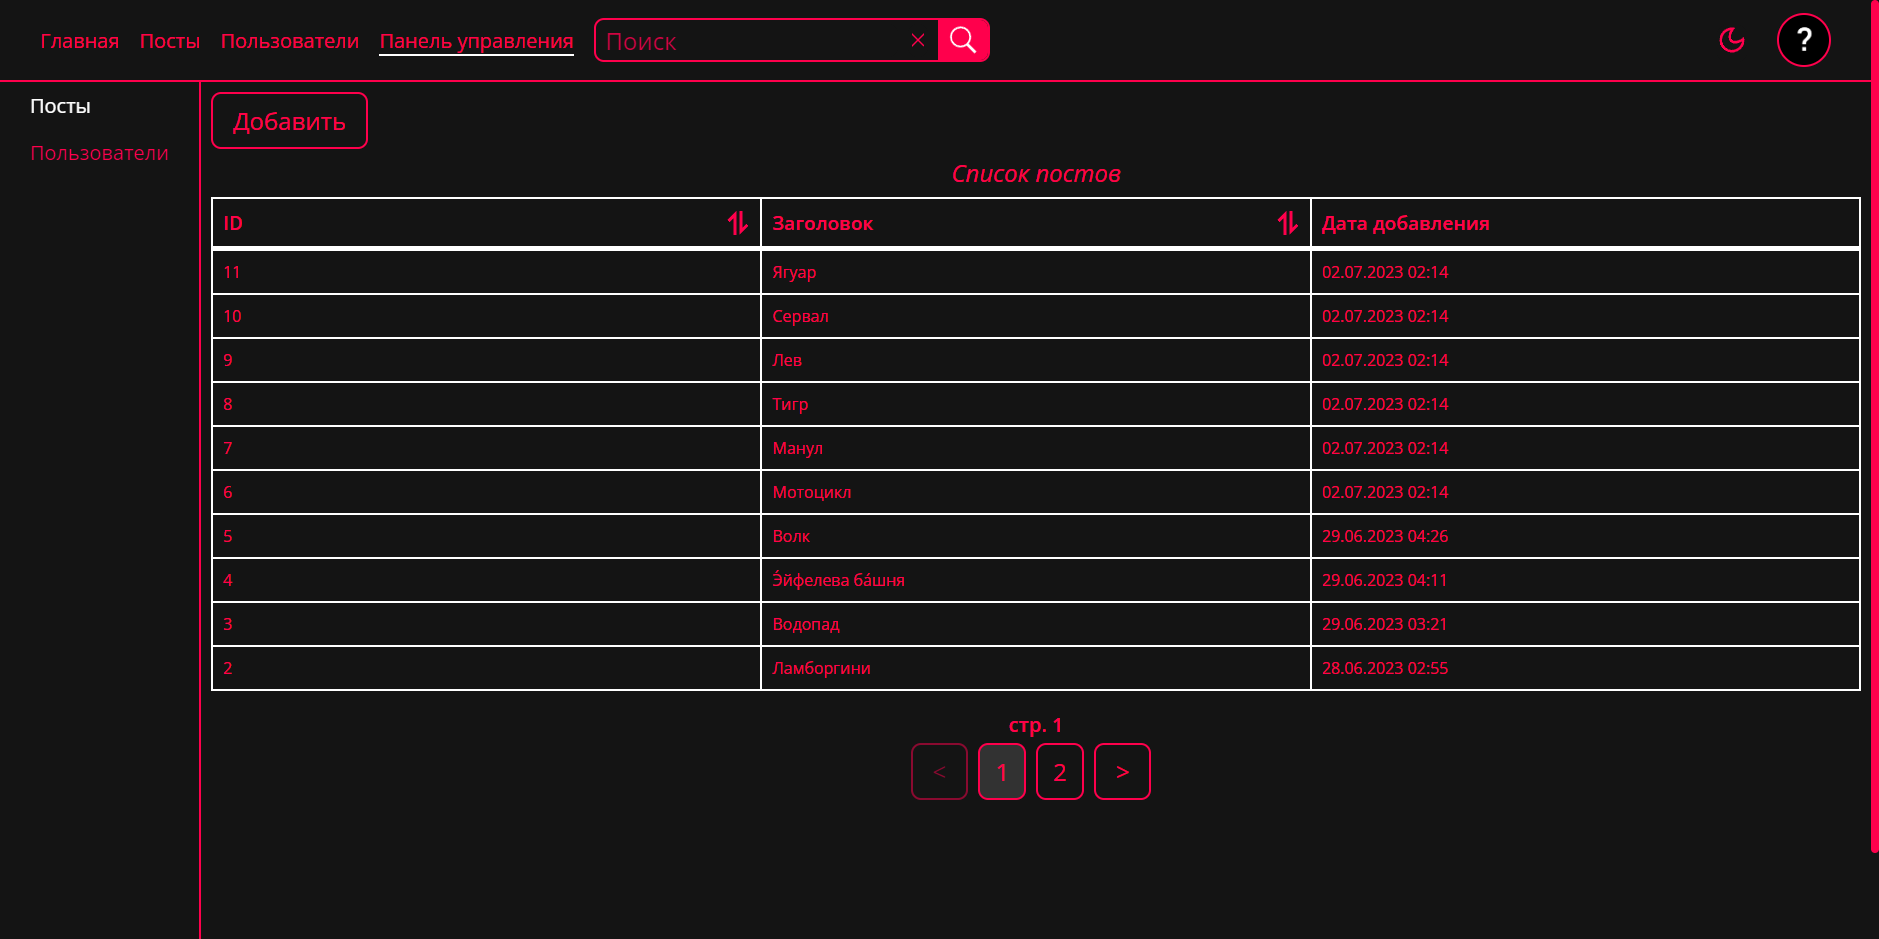 Главная Посты Пользователи Панель управления Поиск ?
Посты
Пользователи
Добавить
Список постов
ID Заголовок Дата добавления
11 Ягуар 02.07.2023 02:14
10 Сервал 02.07.2023 02:14
9 Лев 02.07.2023 02:14
8 Тигр 02.07.2023 02:14
7 Манул 02.07.2023 02:14
6 Мотоцикл 02.07.2023 02:14
5 Волк 29.06.2023 04:26
4 Э́йфелева ба́шня 29.06.2023 04:11
3 Водопад 29.06.2023 03:21
2 Ламборгини 28.06.2023 02:55
стр. 1
< 1 2 >